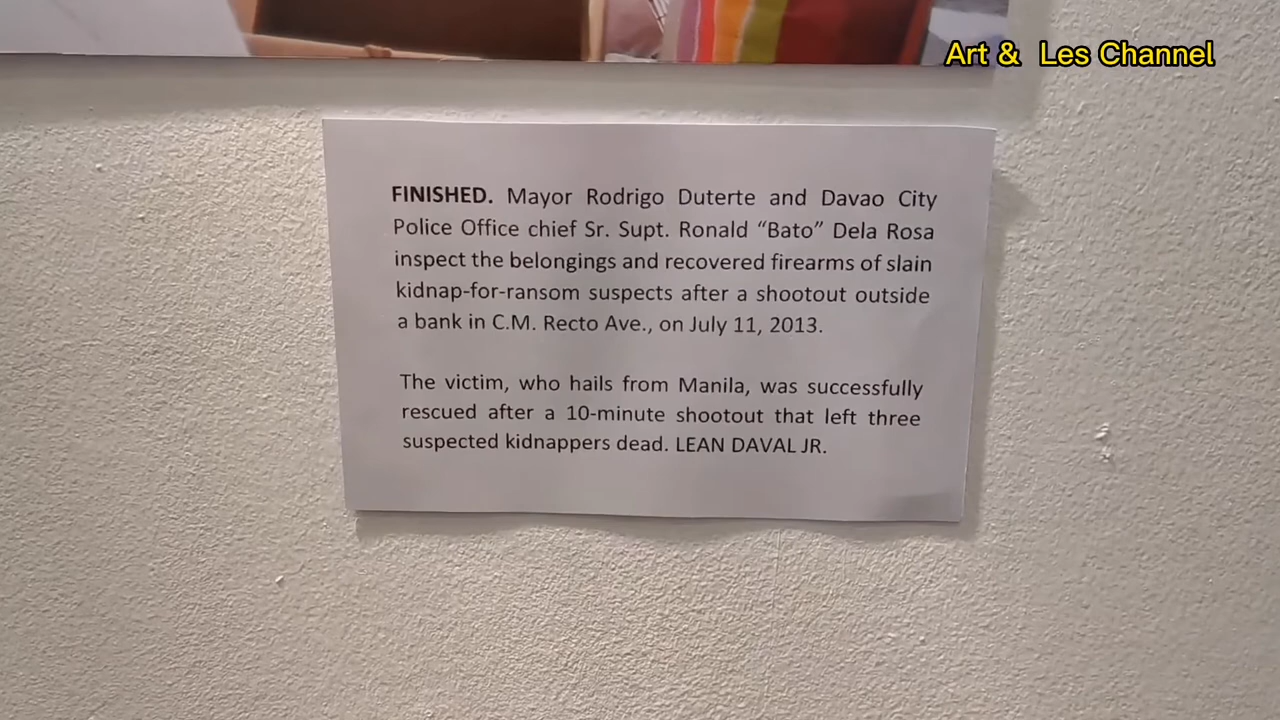 Art & Les Channel
FINISHED. Mayor Rodrigo Duterte and Davao City
Police Office chief Sr. Supt. Ronald “Bato” Dela Rosa
inspect the belongings and recovered firearms of slain
kidnap-for-ransom suspects after a shootout outside
a bank in C.M. Recto Ave., on July 11, 2013.
The victim, who hails from Manila, was successfully
rescued after a 10-minute shootout that left three
suspected kidnappers dead. LEAN DAVAL JR.